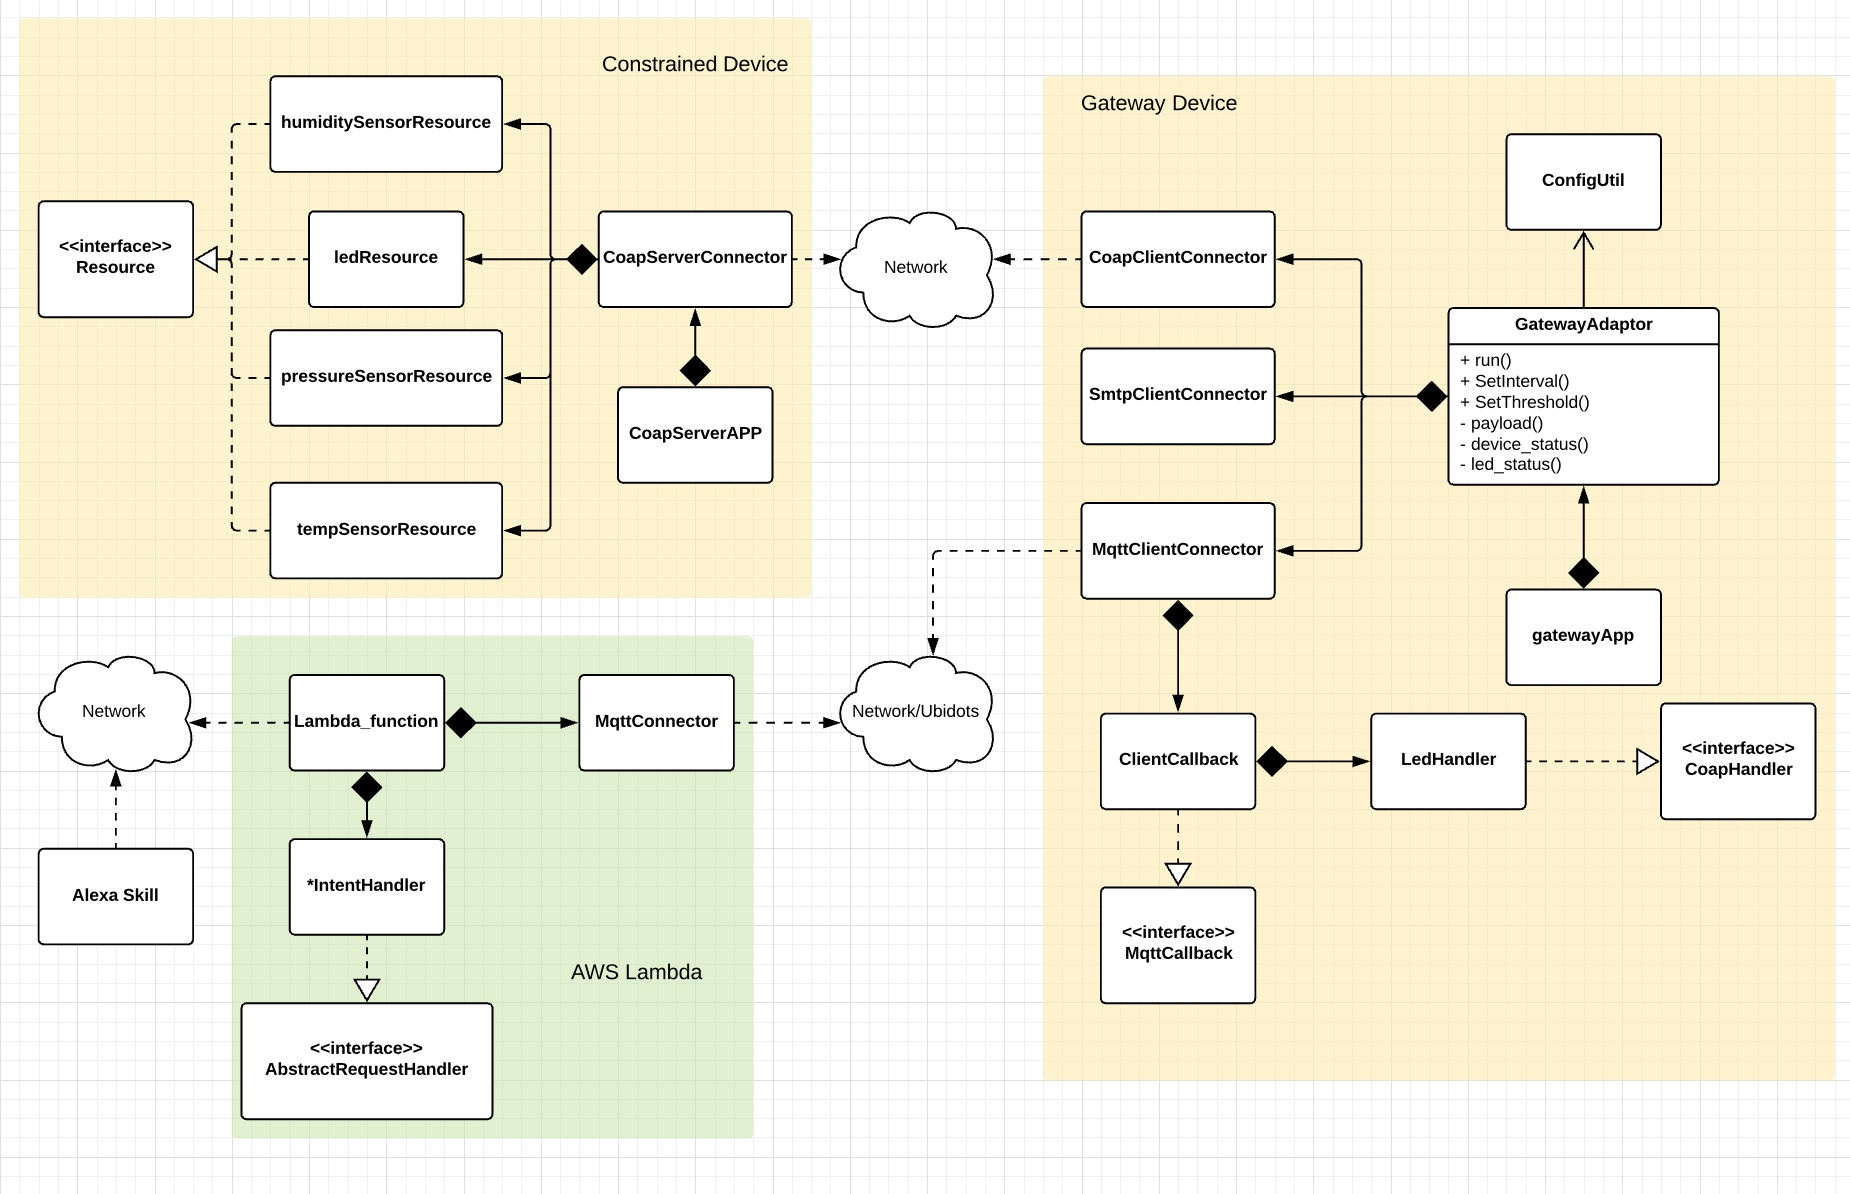 Constrained Device
humiditySensorResource
<<interface>>
Resource
ledResource
CoapServerConnector
pressureSensorResource
CoapServerAPP
tempSensorResource
Network
Gateway Device
ConfigUtil
CoapClientConnector
GatewayAdaptor
+ run()
+ SetInterval()
+ SetThreshold()
- payload()
- device_status()
- led_status()
SmtpClientConnector
MqttClientConnector
gatewayApp
ClientCallback
LedHandler
<<interface>>
CoapHandler
<<interface>>
MqttCallback
Network
Lambda_function
MqttConnector
Network/Ubidots
Alexa Skill
*IntentHandler
AWS Lambda
<<interface>>
AbstractRequestHandler